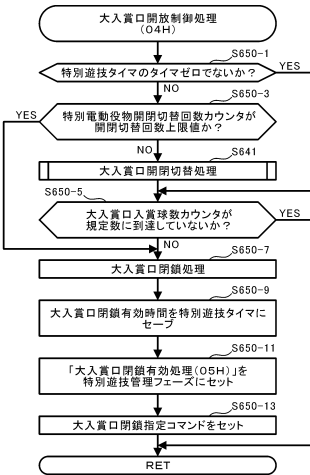 大入賞口開放制御処理
(04H)
S650-1
特別遊技タイマのタイマゼロでないか？
YES
NO
S650-3
特別電動役物開閉切替回数カウンタが
開閉切替回数上限値か？
YES
NO
S641
大入賞口開閉切替処理
S650-5
大入賞口入賞球数カウンタが
規定数に到達していないか？
YES
NO
S650-7
大入賞口閉鎖処理
S650-9
大入賞口閉鎖有効時間を特別遊技タイマに
セーブ
S650-11
「大入賞口閉鎖有効処理(05H)」を
特別遊技管理フェーズにセット
S650-13
大入賞口閉鎖指定コマンドをセット
RET